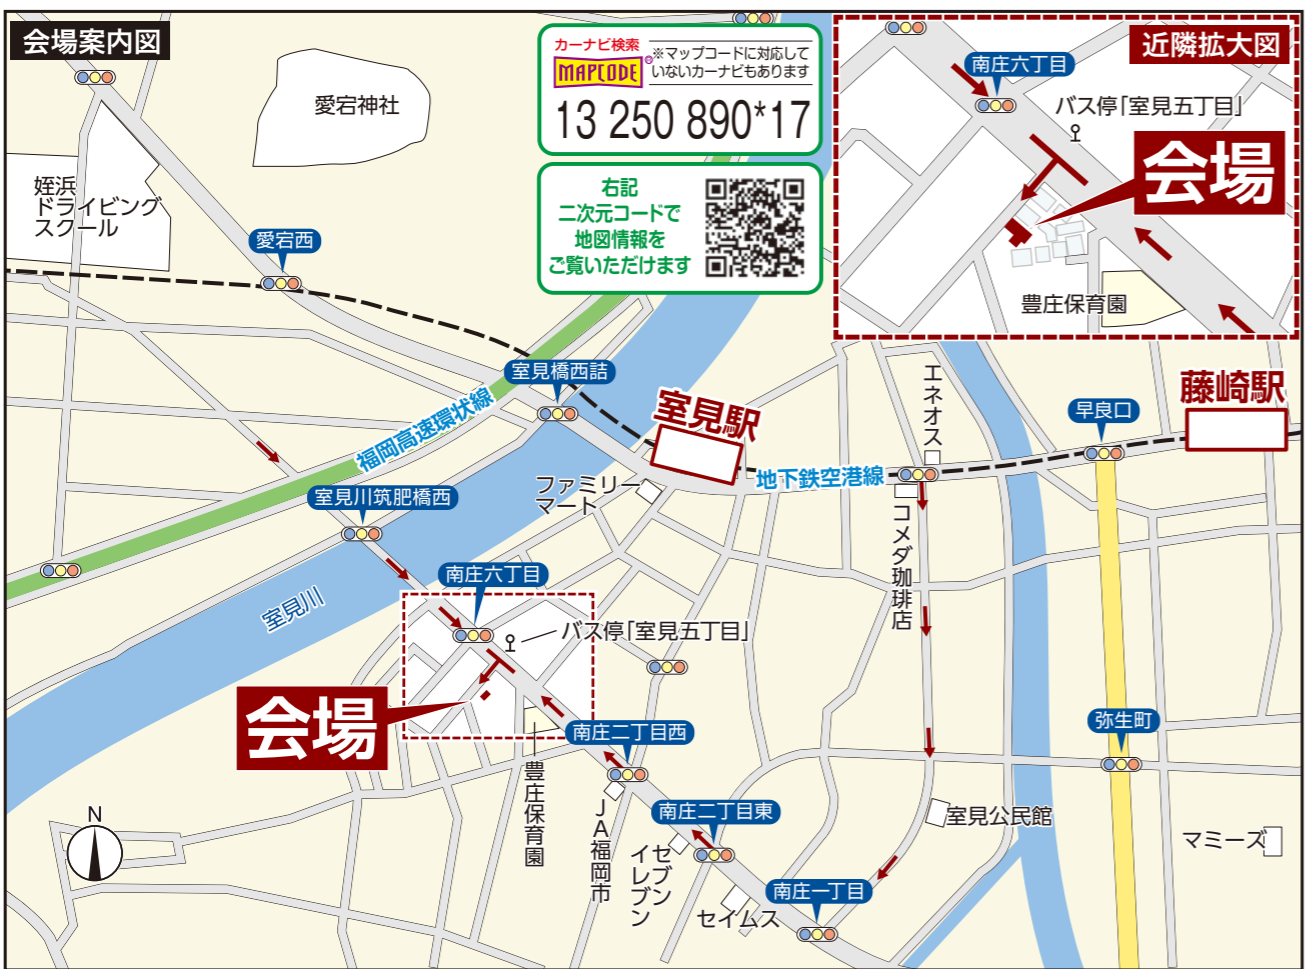 会場案内図
カーナビ検索
MAPCODE
®
※マップコードに対応して
いないカーナビもあります
13 250 890*17
右記
二次元コードで
地図情報を
ご覧いただけます
近隣拡大図
南庄六丁目
バス停「室見五丁目」
会場
豊庄保育園
愛宕神社
姪浜
ドライビング
スクール
愛宕西
室見橋西詰
福岡高速環状線
室見駅
藤崎駅
エネオス
早良口
地下鉄空港線
ファミリー
マート
室見川筑肥橋西
コメダ珈琲店
室見川
南庄六丁目
バス停「室見五丁目」
会場
南庄二丁目西
弥生町
豊庄保育園
JA福岡市
南庄二丁目東
セブン
イレブン
室見公民館
マミーズ
南庄一丁目
セイムス
N